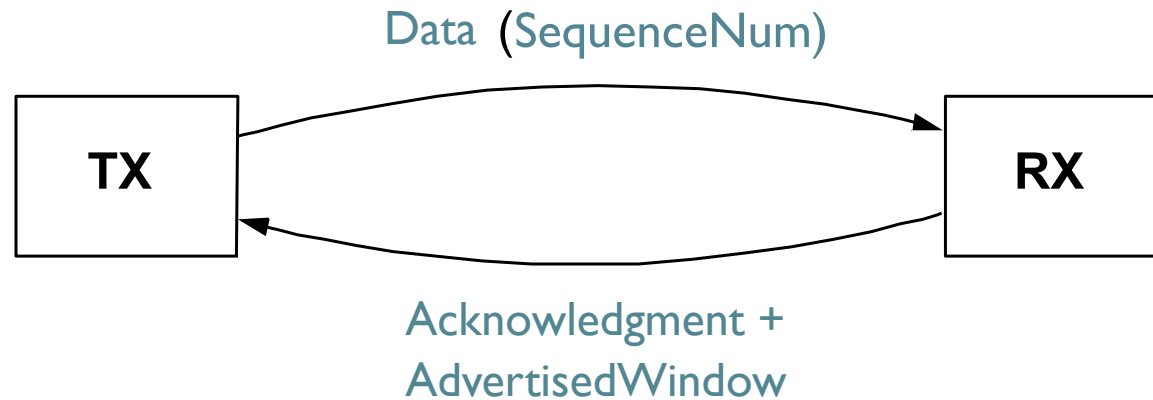 Data (SequenceNum)
TX
RX
Acknowledgment +
AdvertisedWindow